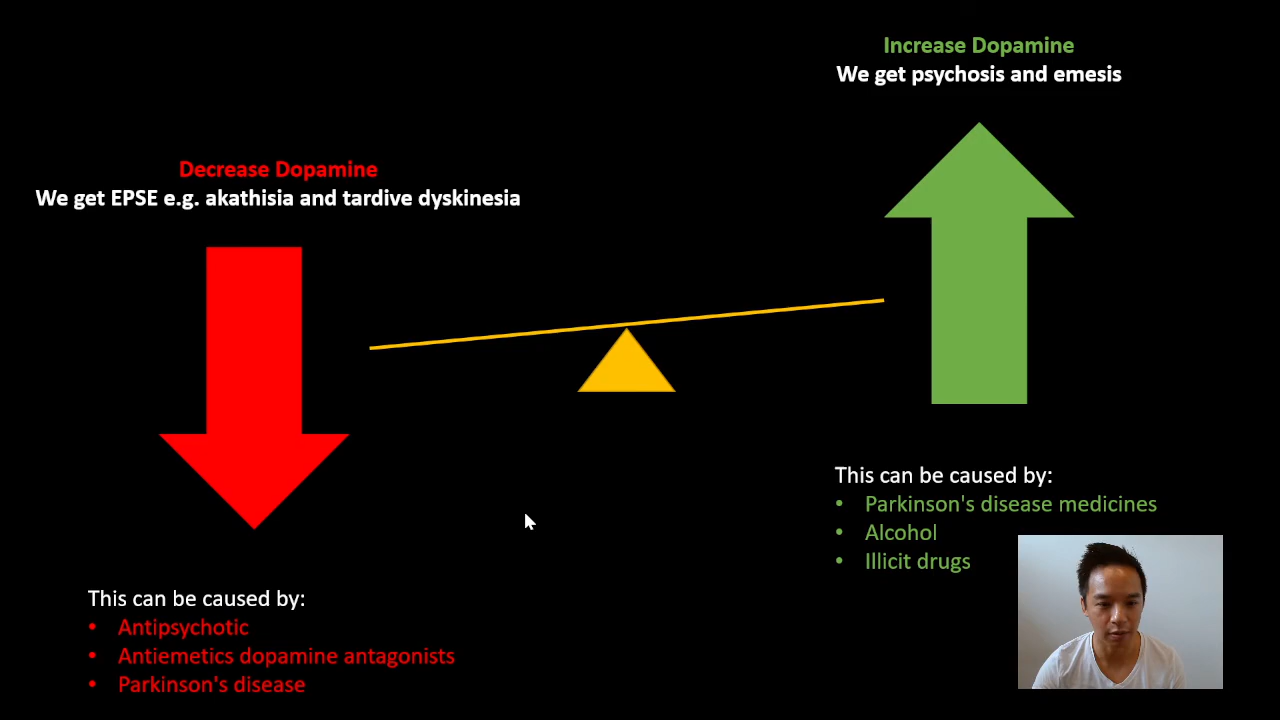 Increase Dopamine
We get psychosis and emesis
Decrease Dopamine
We get EPSE e.g. akathisia and tardive dyskinesia
This can be caused by:
• Parkinson's disease medicines
• Alcohol
• Illicit drugs
This can be caused by:
• Antipsychotic
• Antiemetics dopamine antagonists
• Parkinson's disease